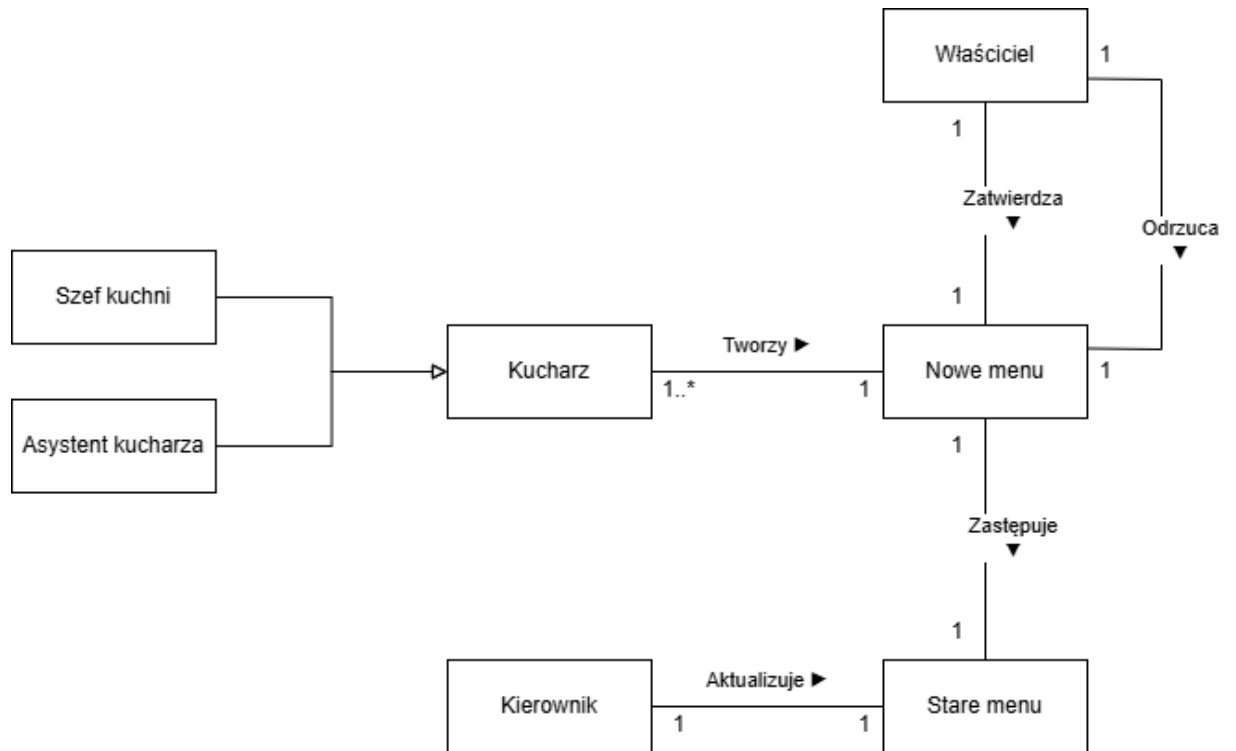 Właściciel
1
1
Zatwierdza
▼
Odrzuca
▼
Szef kuchni
1
Kucharz
Tworzy ►
1..*
1
Nowe menu
1
Asystent kucharza
1
Zastępuje
▼
1
Kierownik
Aktualizuje ►
1
1
Stare menu